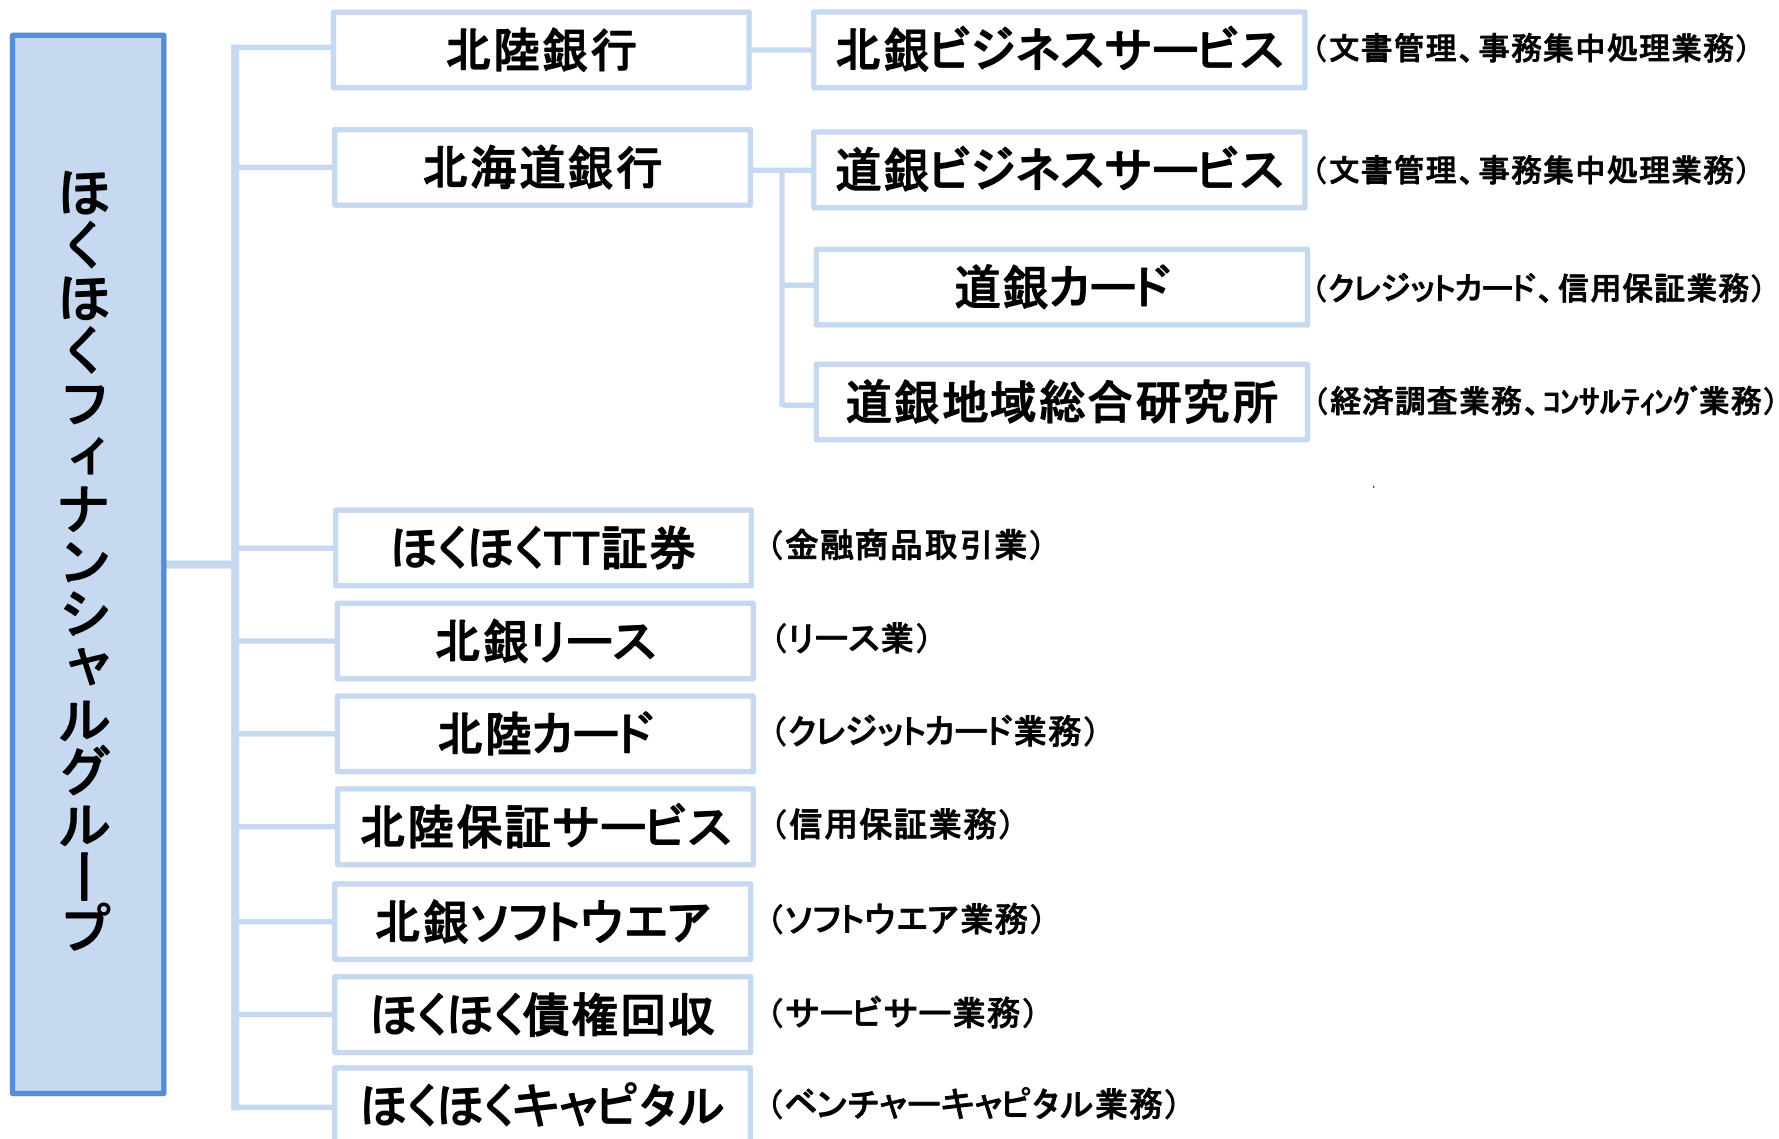 ほくほくフィナンシャルグループ
北陸銀行
北銀ビジネスサービス
（文書管理、事務集中処理業務）
北海道銀行
道銀ビジネスサービス
（文書管理、事務集中処理業務）
道銀カード
（クレジットカード、信用保証業務）
道銀地域総合研究所
（経済調査業務、ｺﾝｻﾙﾃｨﾝｸﾞ業務）
ほくほくTT証券
（金融商品取引業）
北銀リース
（リース業）
北陸カード
（クレジットカード業務）
北陸保証サービス
（信用保証業務）
北銀ソフトウエア
（ソフトウエア業務）
ほくほく債権回収
（サービサー業務）
ほくほくキャピタル
（ベンチャーキャピタル業務）